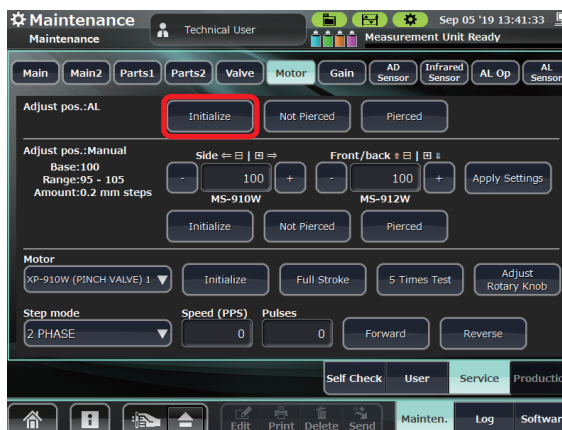 Maintenance
Maintenance
Technical User
Sep 05 '19 13:41:33
Measurement Unit Ready
Main
Main2
Parts1
Parts2
Valve
Motor
Gain
AD Sensor
Infrared Sensor
AL Op
AL Sensor
Adjust pos.:AL
Initialize
Not Pierced
Pierced
Adjust pos.:Manual
Base:100
Range:95 - 105
Amount:0.2 mm steps
Side ⇐ ⊟ | ⊞ ⇒
Front/back ⇑ ⊟ | ⊞ ⇓
- 100 +
- 100 +
Apply Settings
MS-910W
MS-912W
Initialize
Not Pierced
Pierced
Motor
XP-910W (PINCH VALVE) 1 ▼
Initialize
Full Stroke
5 Times Test
Adjust Rotary Knob
Step mode
Speed (PPS)
Pulses
2 PHASE ▼
0
0
Forward
Reverse
Self Check
User
Service
Productio
Edit
Print
Delete
Send
Mainten.
Log
Softwar